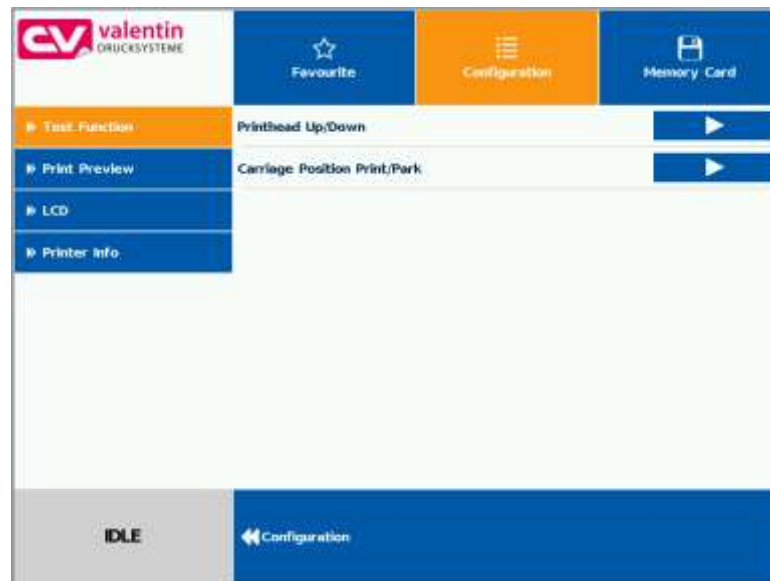 CV valentin
DRUCKSYSTEME
Favourite
Configuration
Memory Card
Test Function
Printhead Up/Down
Print Preview
Carriage Position Print/Park
LCD
Printer Info
IDLE
Configuration